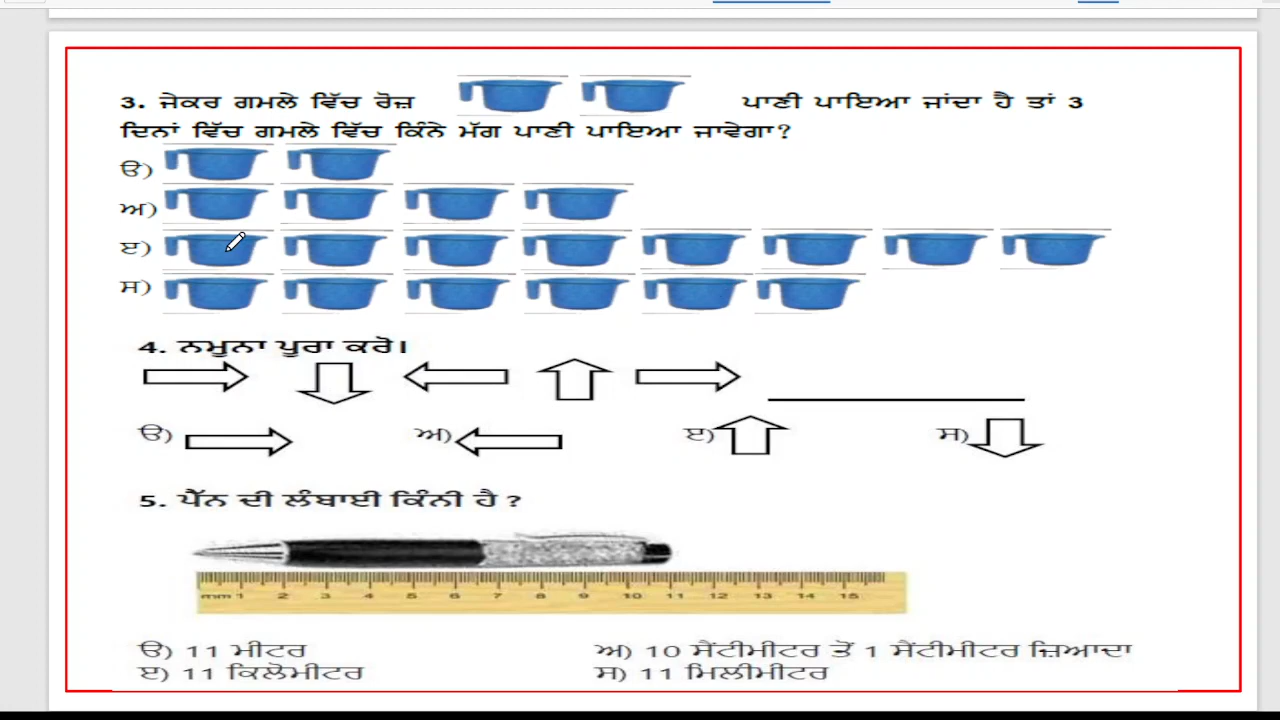 3. ਜੇਕਰ ਗਮਲੇ ਵਿੱਚ ਰੋਜ਼ ਪਾਣੀ ਪਾਇਆ ਜਾਂਦਾ ਹੈ ਤਾਂ 3
ਦਿਨਾਂ ਵਿੱਚ ਗਮਲੇ ਵਿੱਚ ਕਿੰਨੇ ਮੱਗ ਪਾਣੀ ਪਾਇਆ ਜਾਵੇਗਾ?
ੳ)
ਅ)
ੲ)
ਸ)
4. ਨਮੂਨਾ ਪੂਰਾ ਕਰੋ।
ੳ) ਅ) ੲ) ਸ)
5. ਪੈੱਨ ਦੀ ਲੰਬਾਈ ਕਿੰਨੀ ਹੈ ?
mm 1 2 3 4 5 6 7 8 9 10 11 12 13 14 15
ੳ) 11 ਮੀਟਰ ਅ) 10 ਸੈਂਟੀਮੀਟਰ ਤੋਂ 1 ਸੈਂਟੀਮੀਟਰ ਜ਼ਿਆਦਾ
ੲ) 11 ਕਿਲੋਮੀਟਰ ਸ) 11 ਮਿਲੀਮੀਟਰ